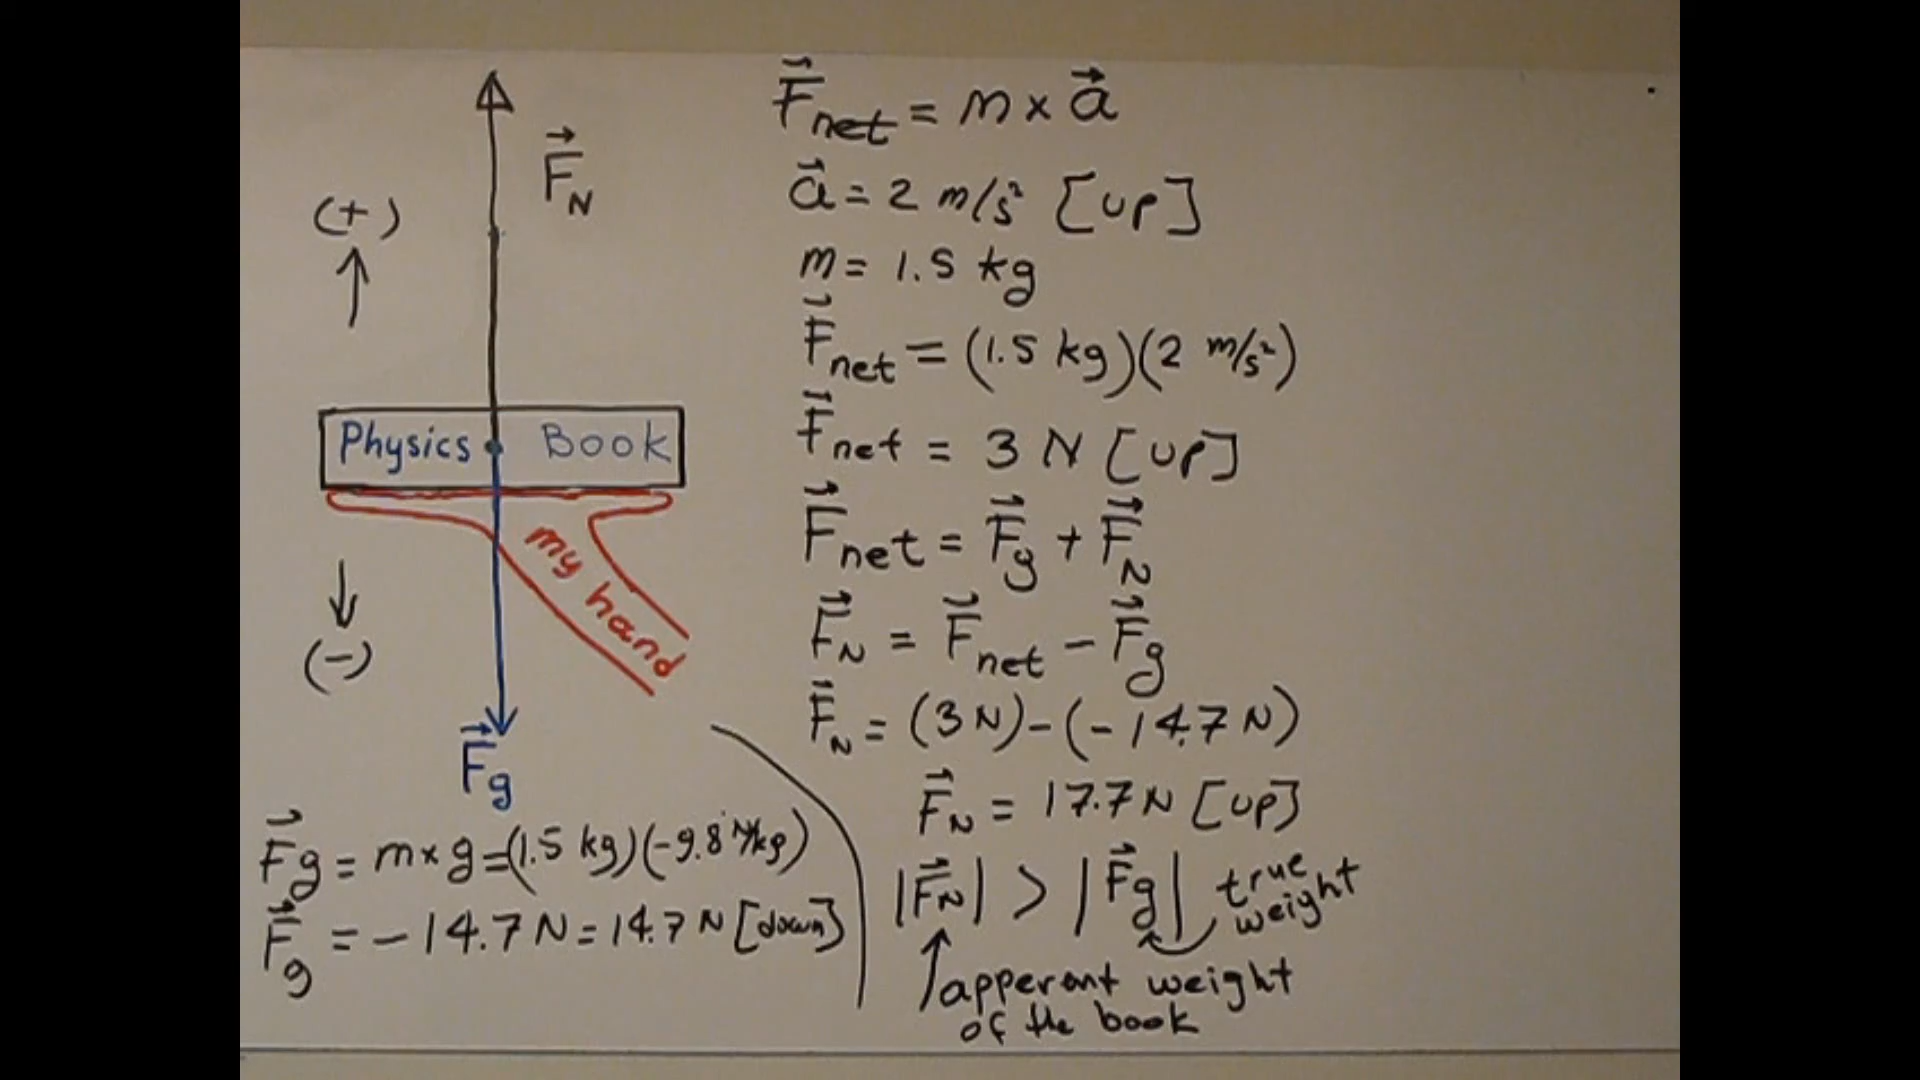 F⃗N
(+)
Physics Book
my hand
(-)
F⃗g
F⃗g = m×g=(1.5 kg)(-9.8 N/kg)
F⃗g = -14.7 N = 14.7 N [down]
F⃗net = m × a⃗
a⃗ = 2 m/s² [up]
m = 1.5 kg
F⃗net = (1.5 kg)(2 m/s²)
F⃗net = 3 N [up]
F⃗net = F⃗g + F⃗N
F⃗N = F⃗net - F⃗g
F⃗N = (3 N)-(-14.7 N)
F⃗N = 17.7 N [up]
|F⃗N| > |F⃗g| true
weight
apperant weight
of the book